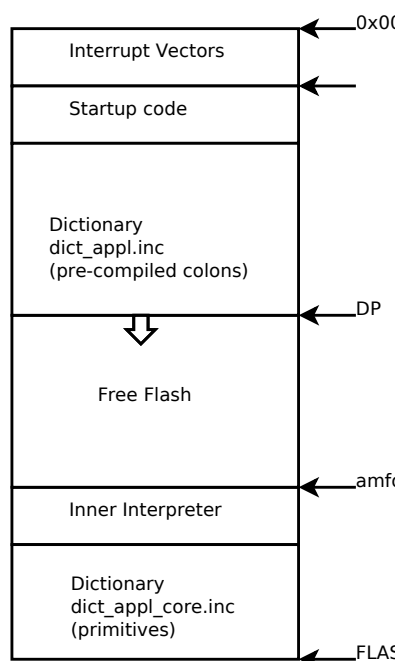 0x00
Interrupt Vectors
Startup code
Dictionary
dict_appl.inc
(pre-compiled colons)
DP
Free Flash
Inner Interpreter
Dictionary
dict_appl_core.inc
(primitives)